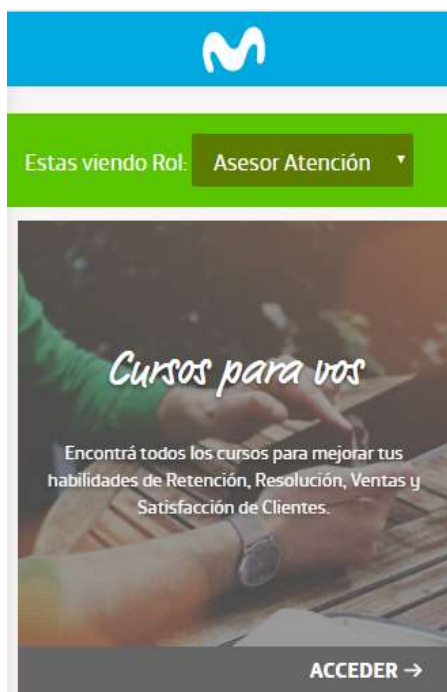 Estas viendo Rol: Asesor Atención
Cursos para vos
Encontrá todos los cursos para mejorar tus
habilidades de Retención, Resolución, Ventas y
Satisfacción de Clientes.
ACCEDER →